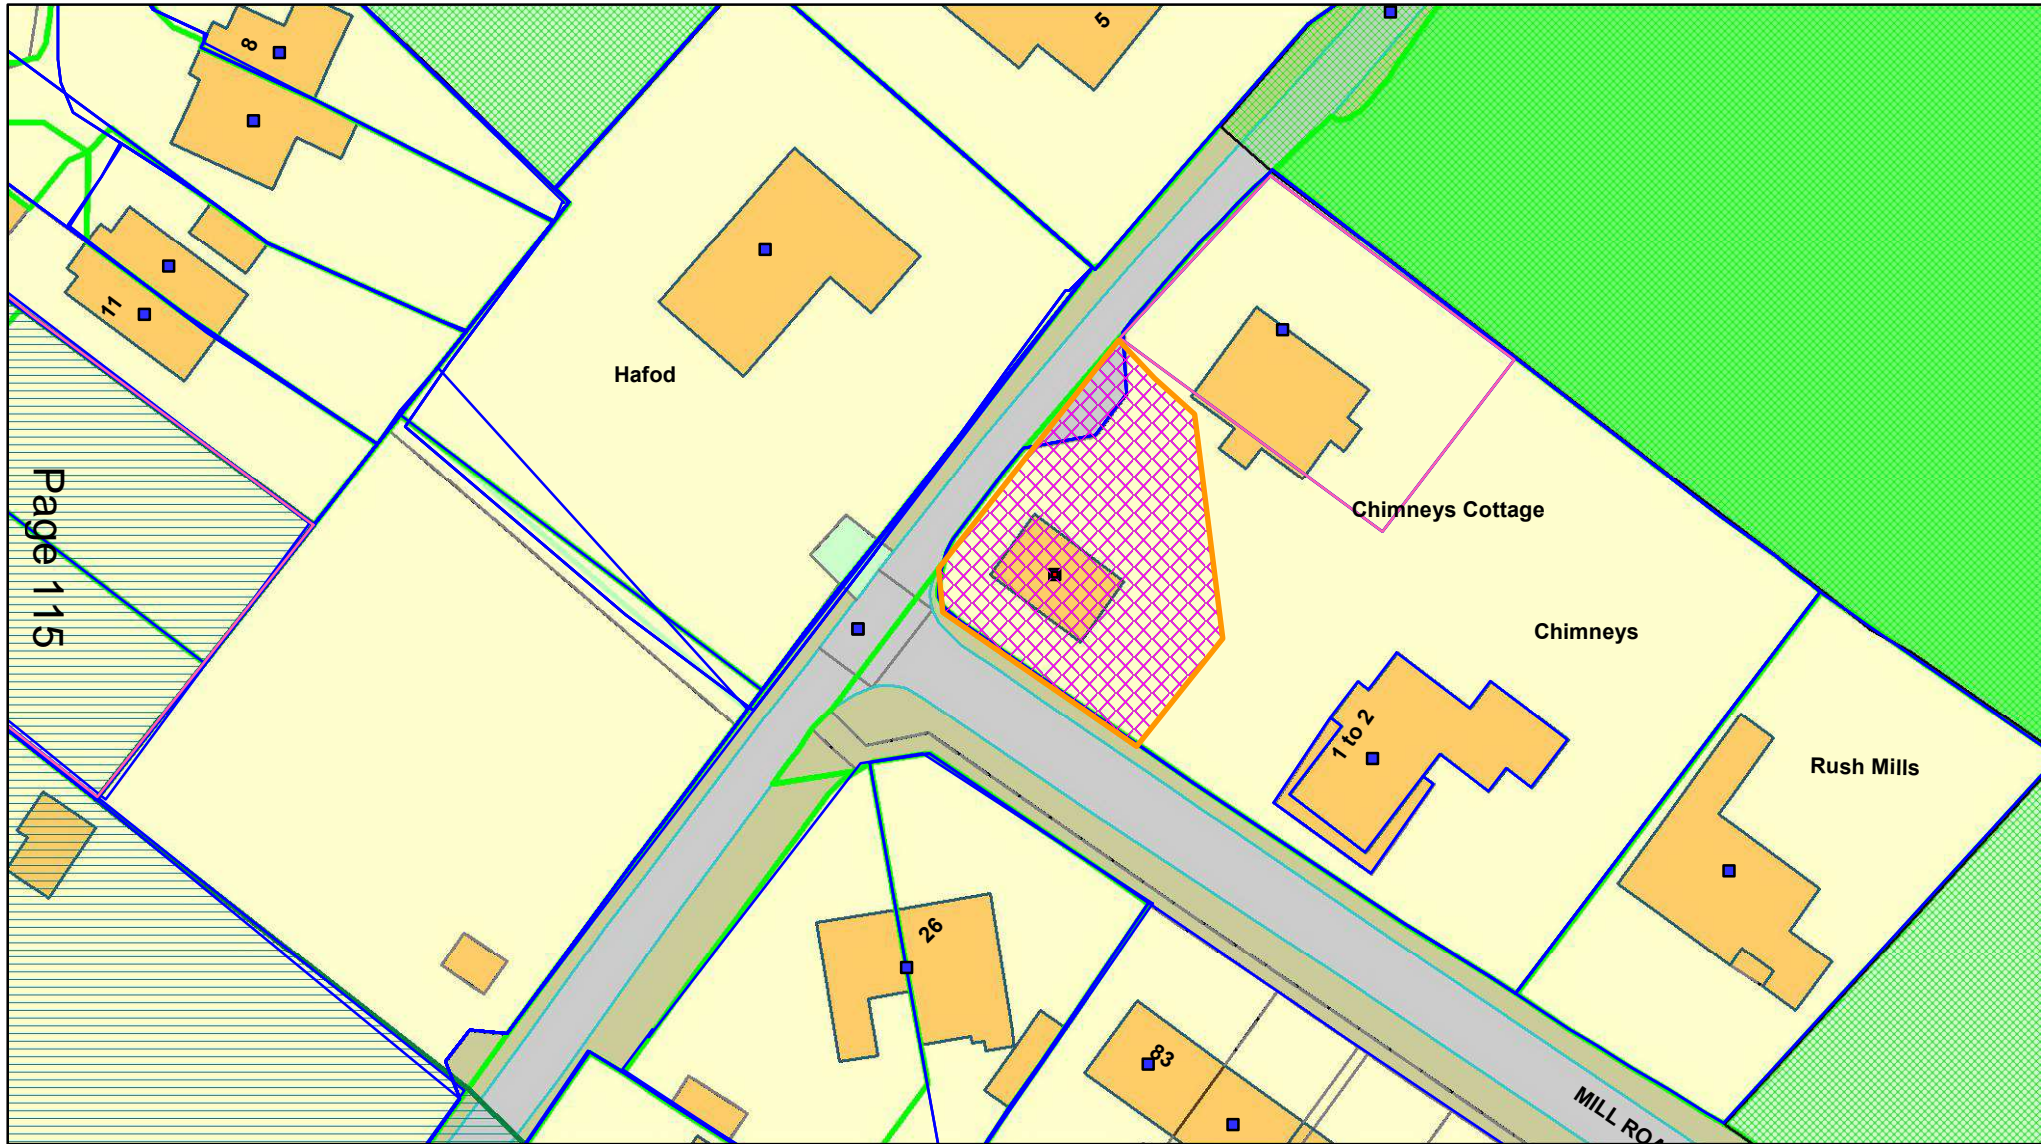 8
5
11
Hafod
Page 115
Chimneys Cottage
Chimneys
1 to 2
Rush Mills
26
83
MILL ROA